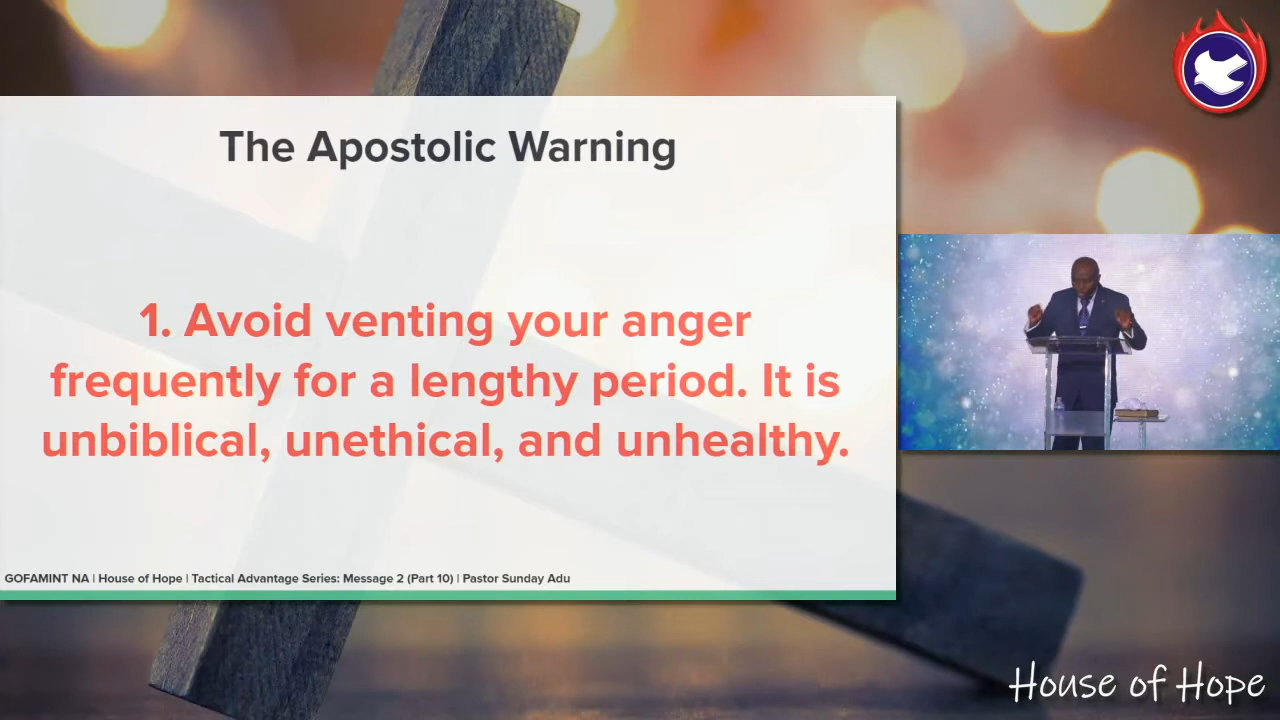 The Apostolic Warning
1. Avoid venting your anger
frequently for a lengthy period. It is
unbiblical, unethical, and unhealthy.
GOFAMINT NA | House of Hope | Tactical Advantage Series: Message 2 (Part 10) | Pastor Sunday Adu
House of Hope